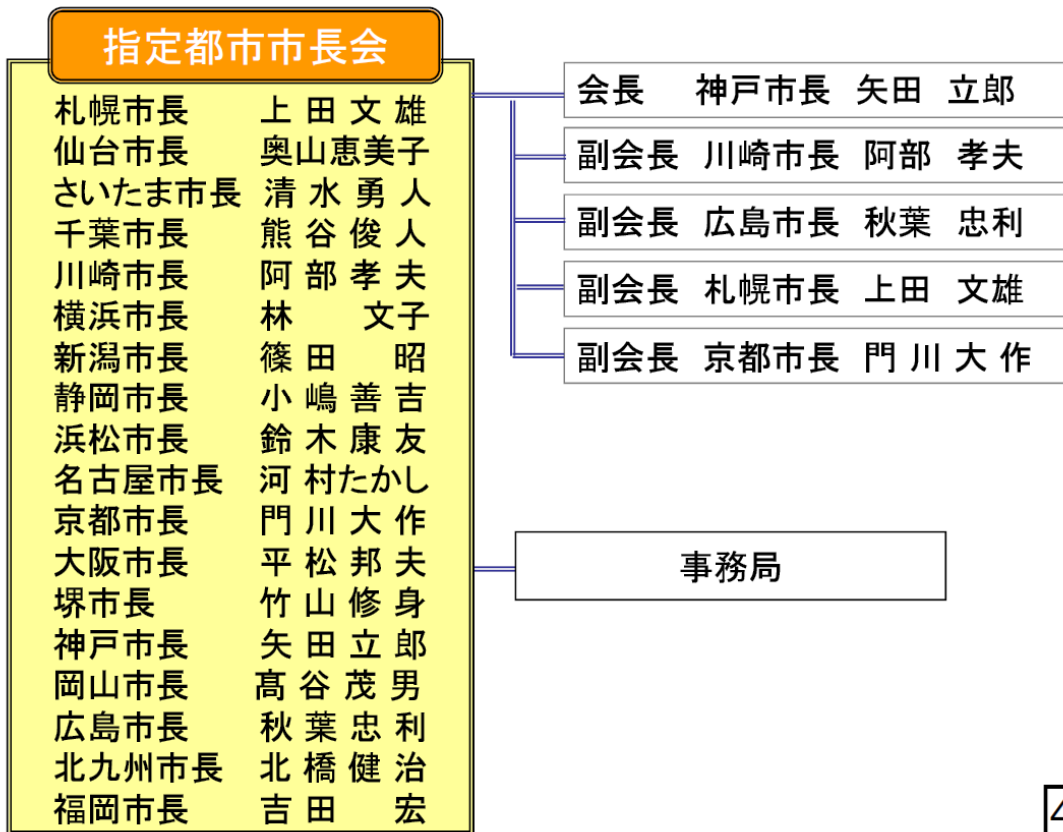 指定都市市長会
札幌市長 上田文雄
仙台市長 奥山恵美子
さいたま市長 清水勇人
千葉市長 熊谷俊人
川崎市長 阿部孝夫
横浜市長 林 文子
新潟市長 篠田 昭
静岡市長 小嶋善吉
浜松市長 鈴木康友
名古屋市長 河村たかし
京都市長 門川大作
大阪市長 平松邦夫
堺市長 竹山修身
神戸市長 矢田立郎
岡山市長 髙谷茂男
広島市長 秋葉忠利
北九州市長 北橋健治
福岡市長 吉田 宏
会長 神戸市長 矢田 立郎
副会長 川崎市長 阿部 孝夫
副会長 広島市長 秋葉 忠利
副会長 札幌市長 上田 文雄
副会長 京都市長 門川大作
事務局